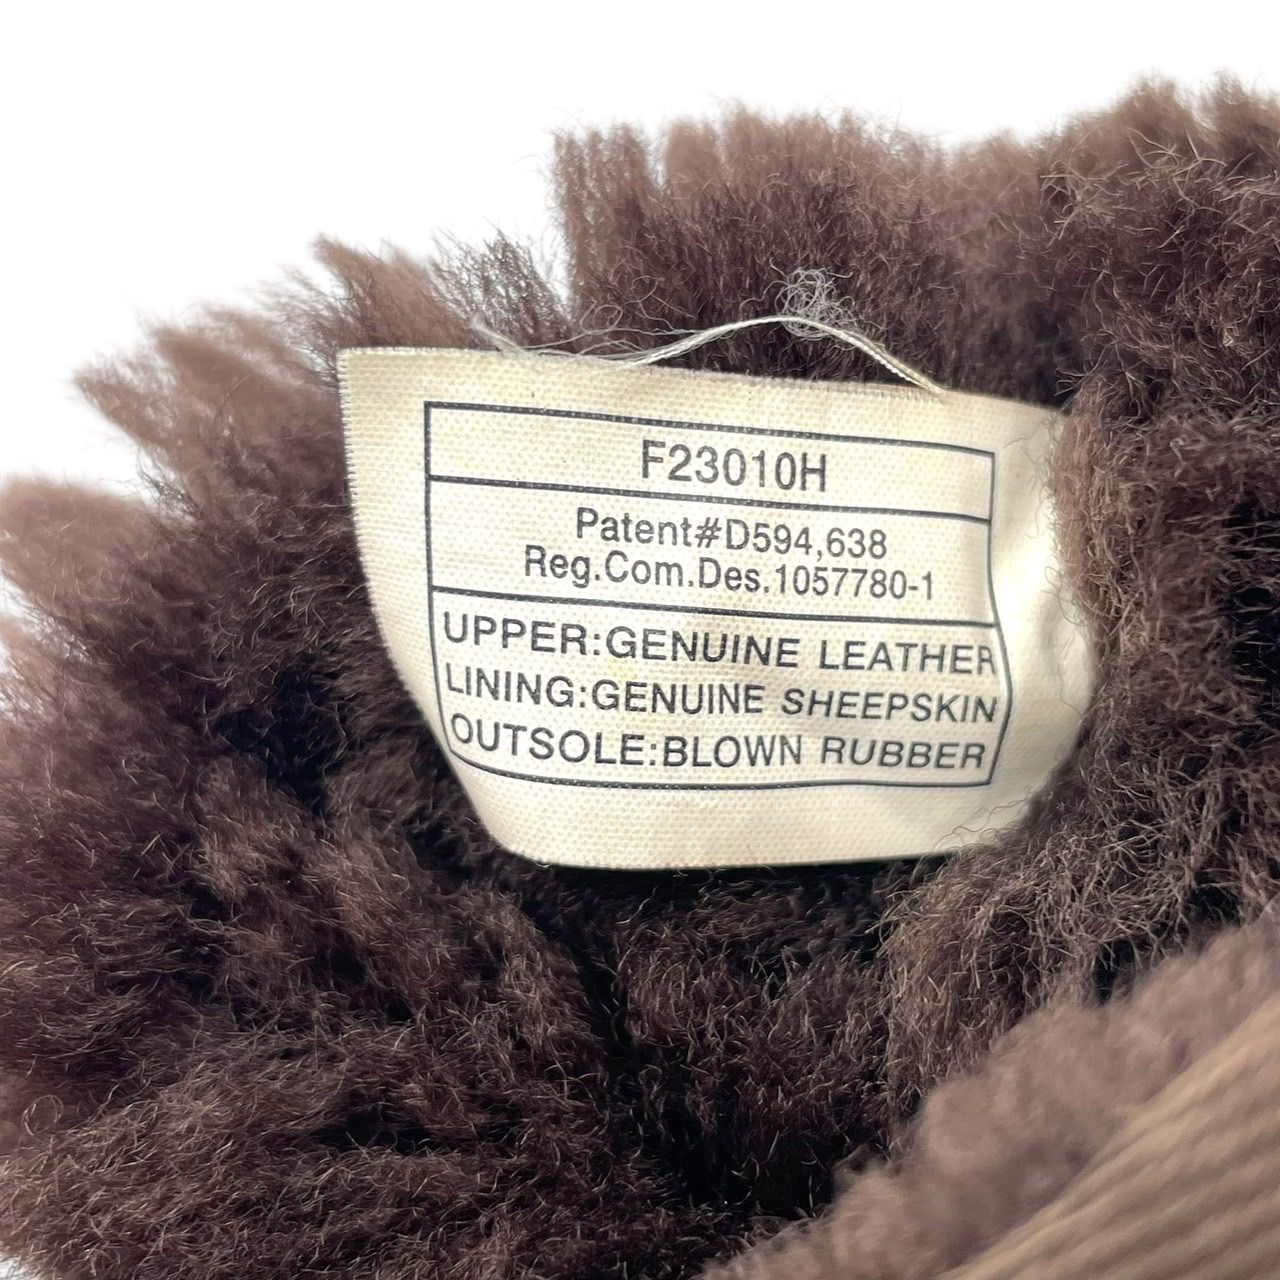 F23010H
Patent#D594,638
Reg.Com.Des.1057780-1
UPPER:GENUINE LEATHER
LINING:GENUINE SHEEPSKIN
OUTSOLE:BLOWN RUBBER